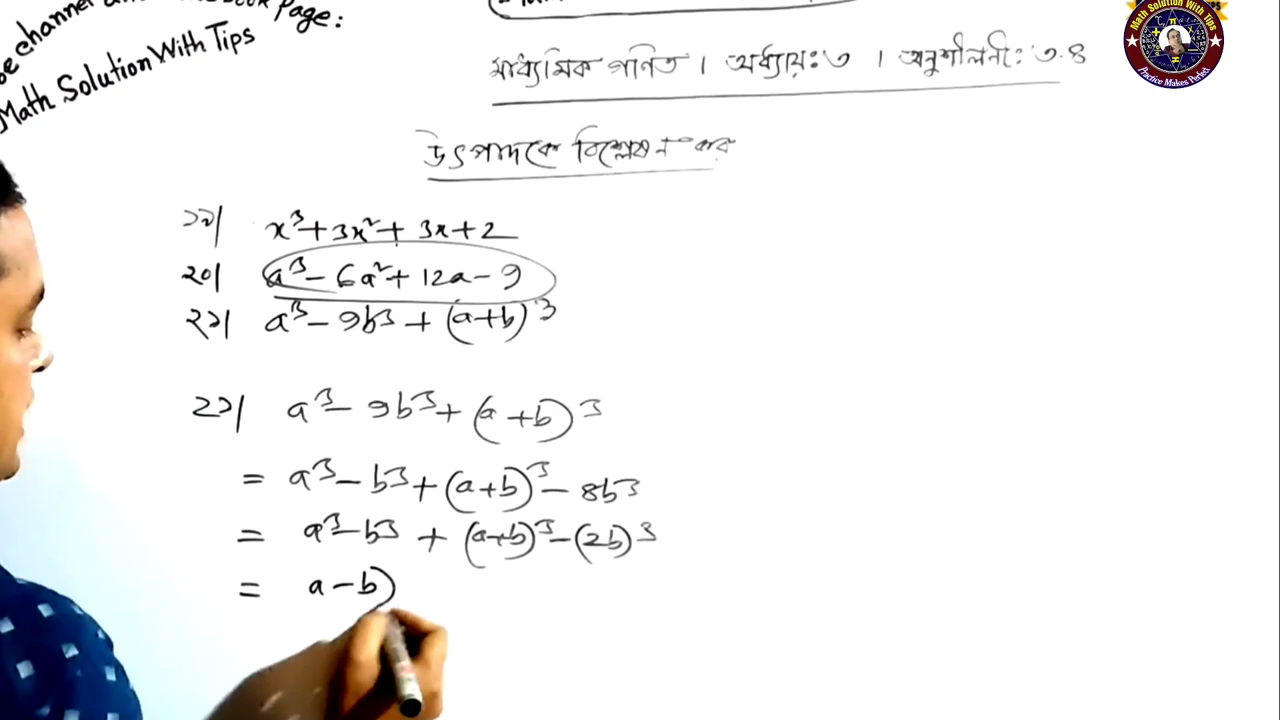 be channel and
Page:
Math Solution With Tips
Math Solution With Tips
Practice Makes Perfect
মাধ্যমিক গণিত । অধ্যায়ঃ৩ । অনুশীলনীঃ ৩.৪
উৎপাদকে বিশ্লেষণ কর
১৯| x³+3x²+3x+2
২০| a³-6a²+12a-9
২১| a³-9b³+(a+b)³
২১| a³-9b³+(a+b)³
= a³-b³+(a+b)³-8b³
= a³-b³+(a+b)³-(2b)³
= a-b)